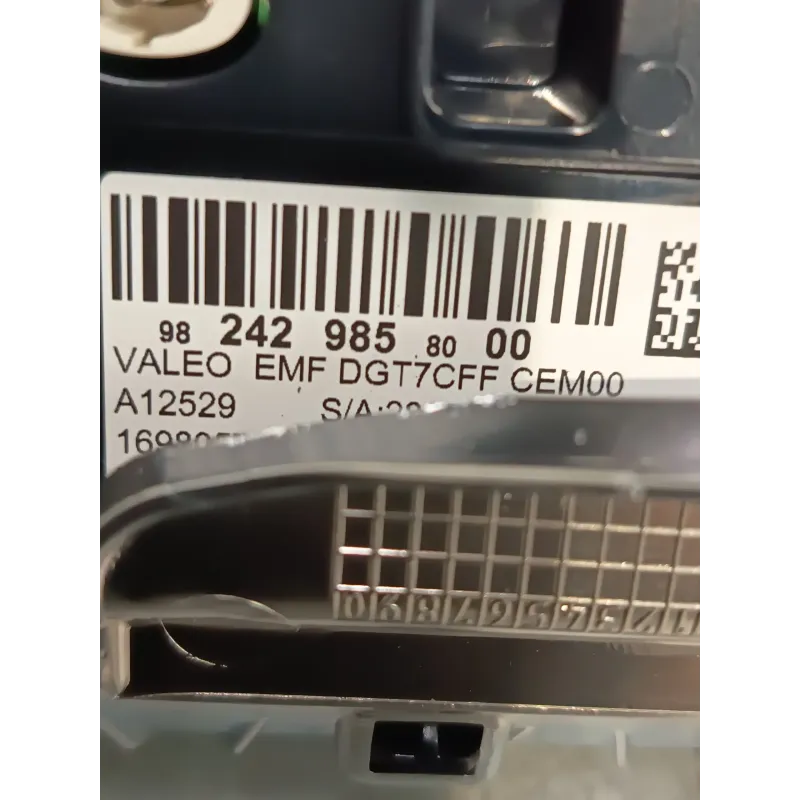 98 242 985 80 00
VALEO EMF DGT7CFF CEM00
A12529 S/A: